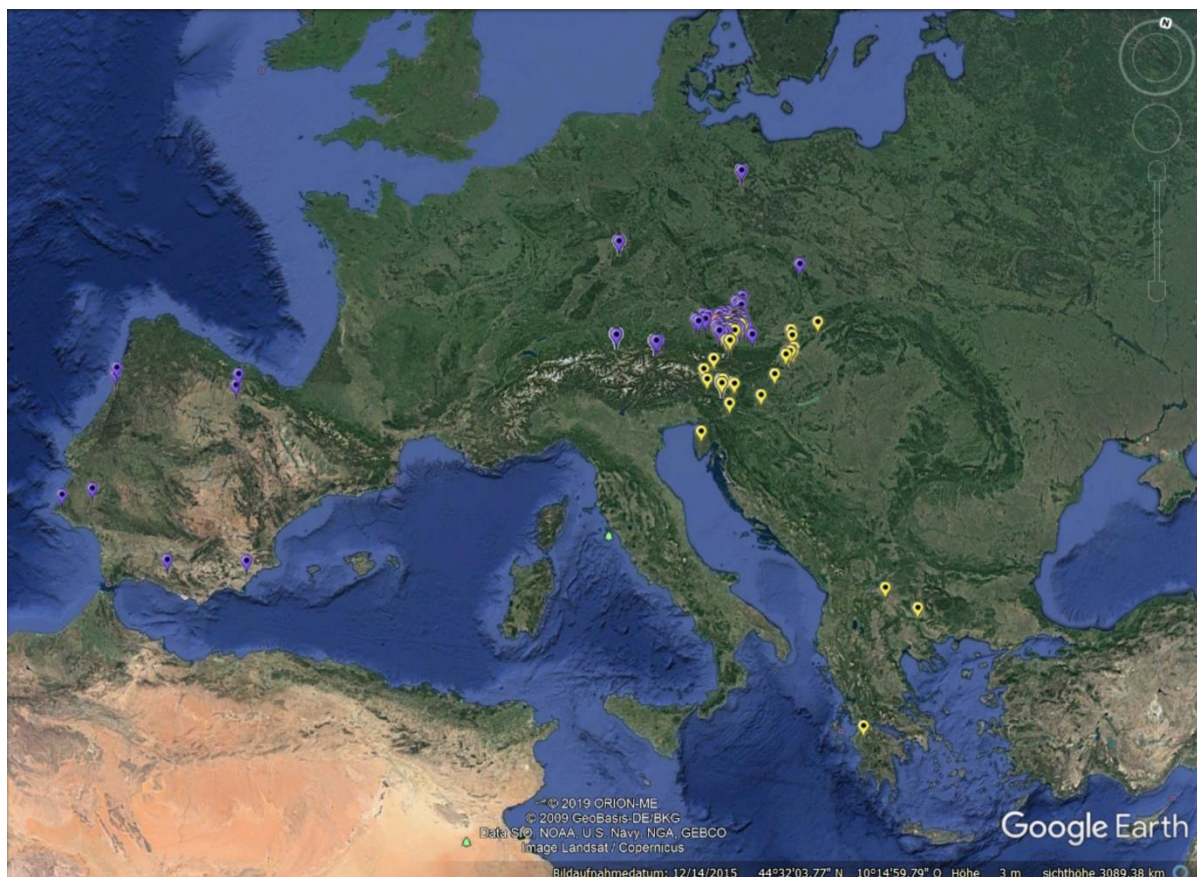 N
© 2019 ORION-ME
© 2009 GeoBasis-DE/BKG
Data SIO, NOAA, U.S. Navy, NGA, GEBCO
Image Landsat / Copernicus
Google Earth
Bildaufnahmedatum: 12/14/2015 44°32'03.77" N 10°14'59.79" O Höhe 3 m sichthöhe 3089.38 km